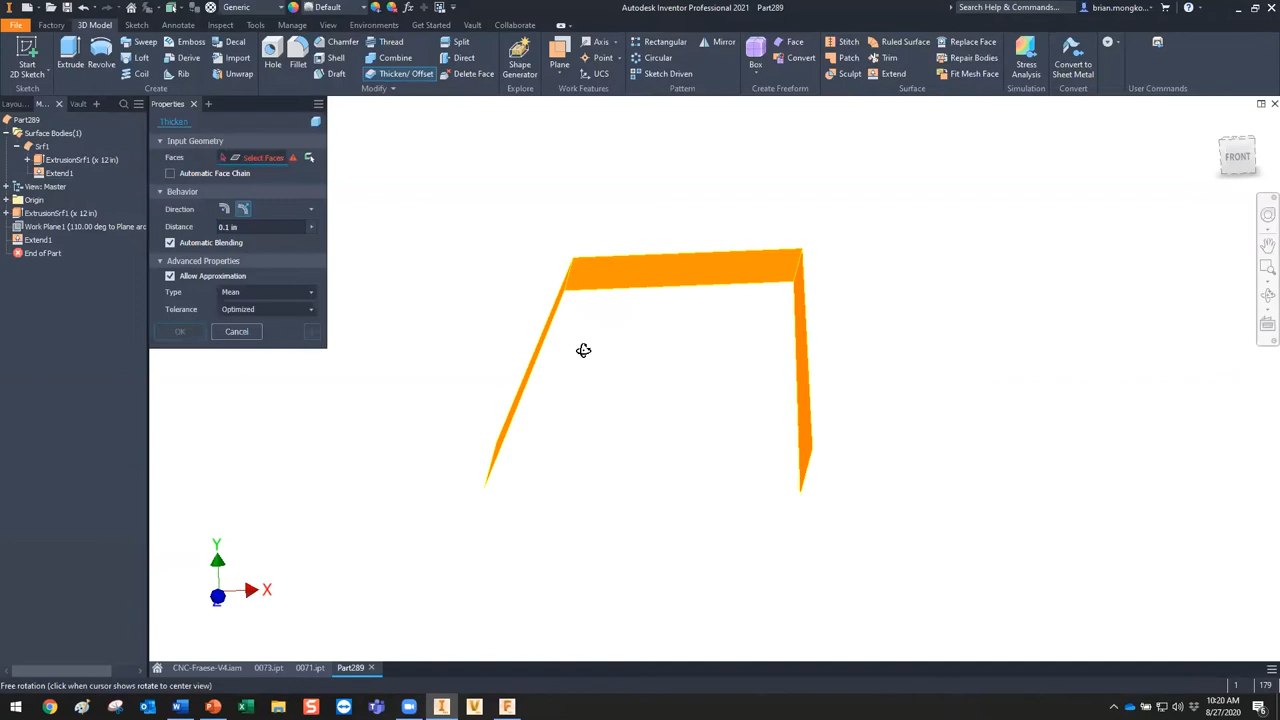 Autodesk Inventor Professional 2021 Part289
Generic
Default
Search Help & Commands...
brian.mongko...
File Factory 3D Model Sketch Annotate Inspect Tools Manage View Environments Get Started Vault Collaborate
Start
2D Sketch
Sketch
Extrude
Revolve
Sweep
Loft
Coil
Emboss
Derive
Rib
Decal
Import
Unwrap
Create
Hole
Fillet
Chamfer
Shell
Draft
Thread
Combine
Thicken/ Offset
Split
Direct
Delete Face
Modify
Shape
Generator
Explore
Plane
Axis
Point
UCS
Work Features
Rectangular
Circular
Sketch Driven
Mirror
Pattern
Box
Face
Convert
Create Freeform
Stitch
Patch
Sculpt
Ruled Surface
Trim
Extend
Replace Face
Repair Bodies
Fit Mesh Face
Surface
Stress
Analysis
Simulation
Convert to
Sheet Metal
Convert
User Commands
Layou...
M...
Vault
Part289
Surface Bodies(1)
Srf1
ExtrusionSrf1 (x 12 in)
Extend1
View: Master
Origin
ExtrusionSrf1 (x 12 in)
Work Plane1 (110.00 deg to Plane arc
Extend1
End of Part
Properties
Thicken
Input Geometry
Faces Select Faces
Automatic Face Chain
Behavior
Direction
Distance 0.1 in
Automatic Blending
Advanced Properties
Allow Approximation
Type Mean
Tolerance Optimized
OK Cancel
FRONT
Y
X
Z
CNC-Fraese-V4.iam 0073.ipt 0071.ipt Part289
Free rotation (click when cursor shows rotate to center view)
1 179
10:20 AM
8/27/2020
6